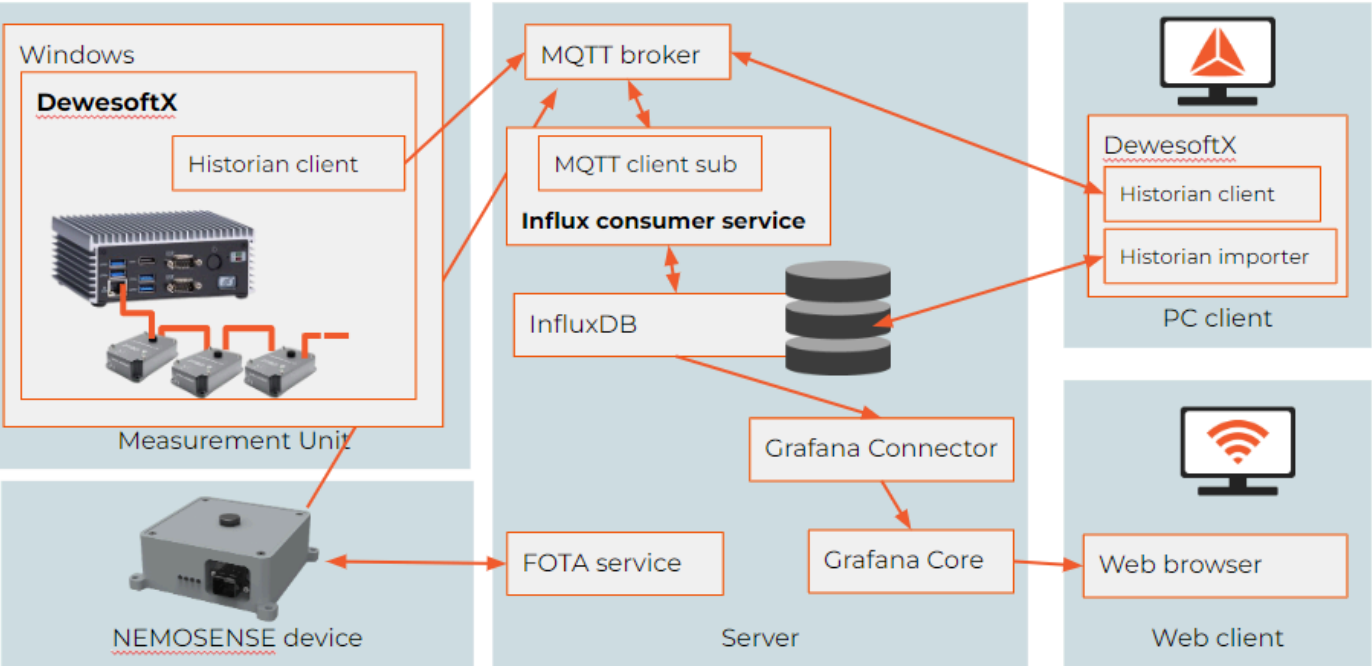 Windows
DewesoftX
Historian client
Measurement Unit
NEMOSENSE device
MQTT broker
MQTT client sub
Influx consumer service
InfluxDB
Grafana Connector
Grafana Core
FOTA service
Server
DewesoftX
Historian client
Historian importer
PC client
Web browser
Web client